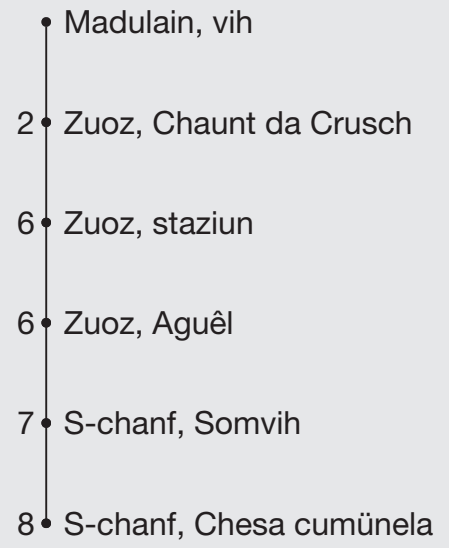 Madulain, vih
2 Zuoz, Chaunt da Crusch
6 Zuoz, staziun
6 Zuoz, Aguêl
7 S-chanf, Somvih
8 S-chanf, Chesa cumünela